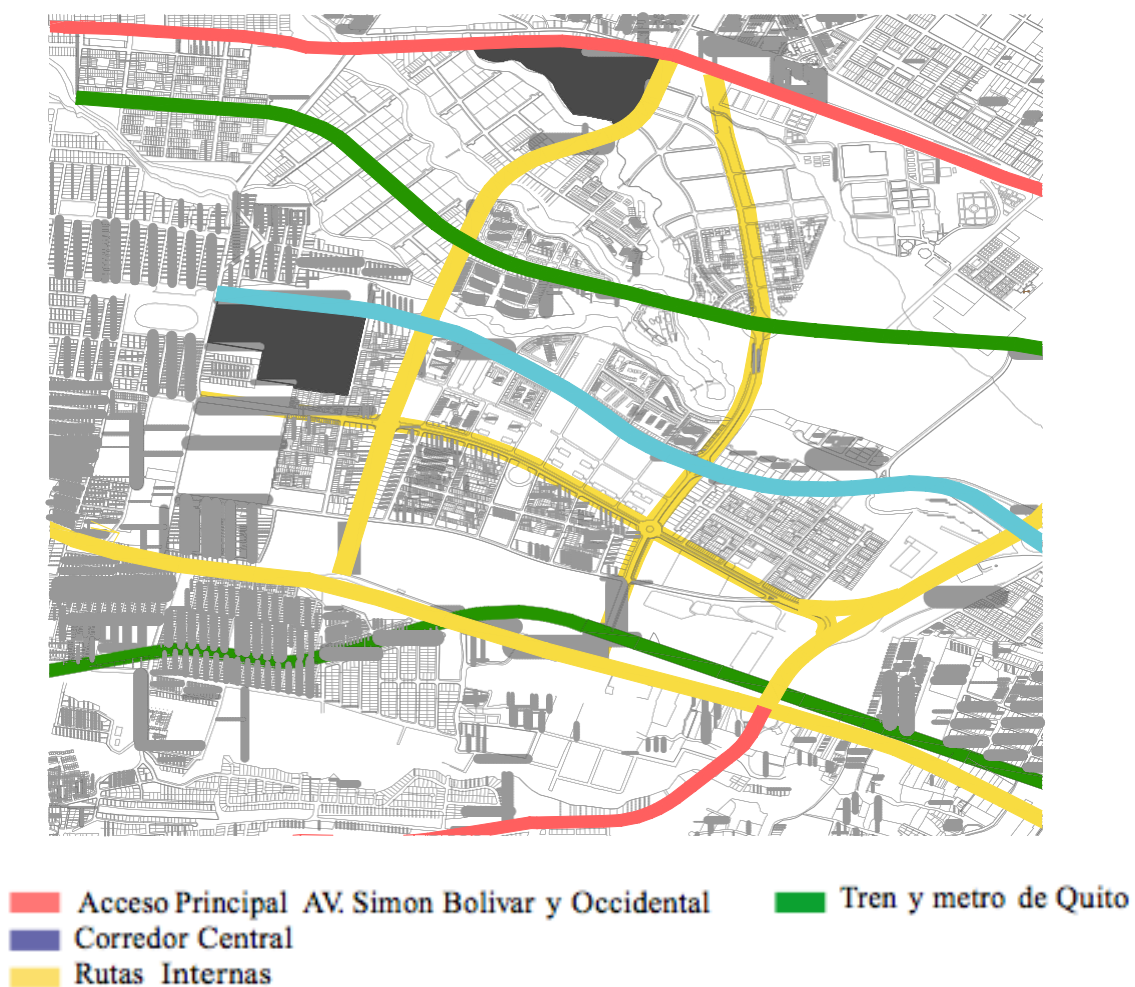 Acceso Principal AV. Simon Bolivar y Occidental
Tren y metro de Quito
Corredor Central
Rutas Internas